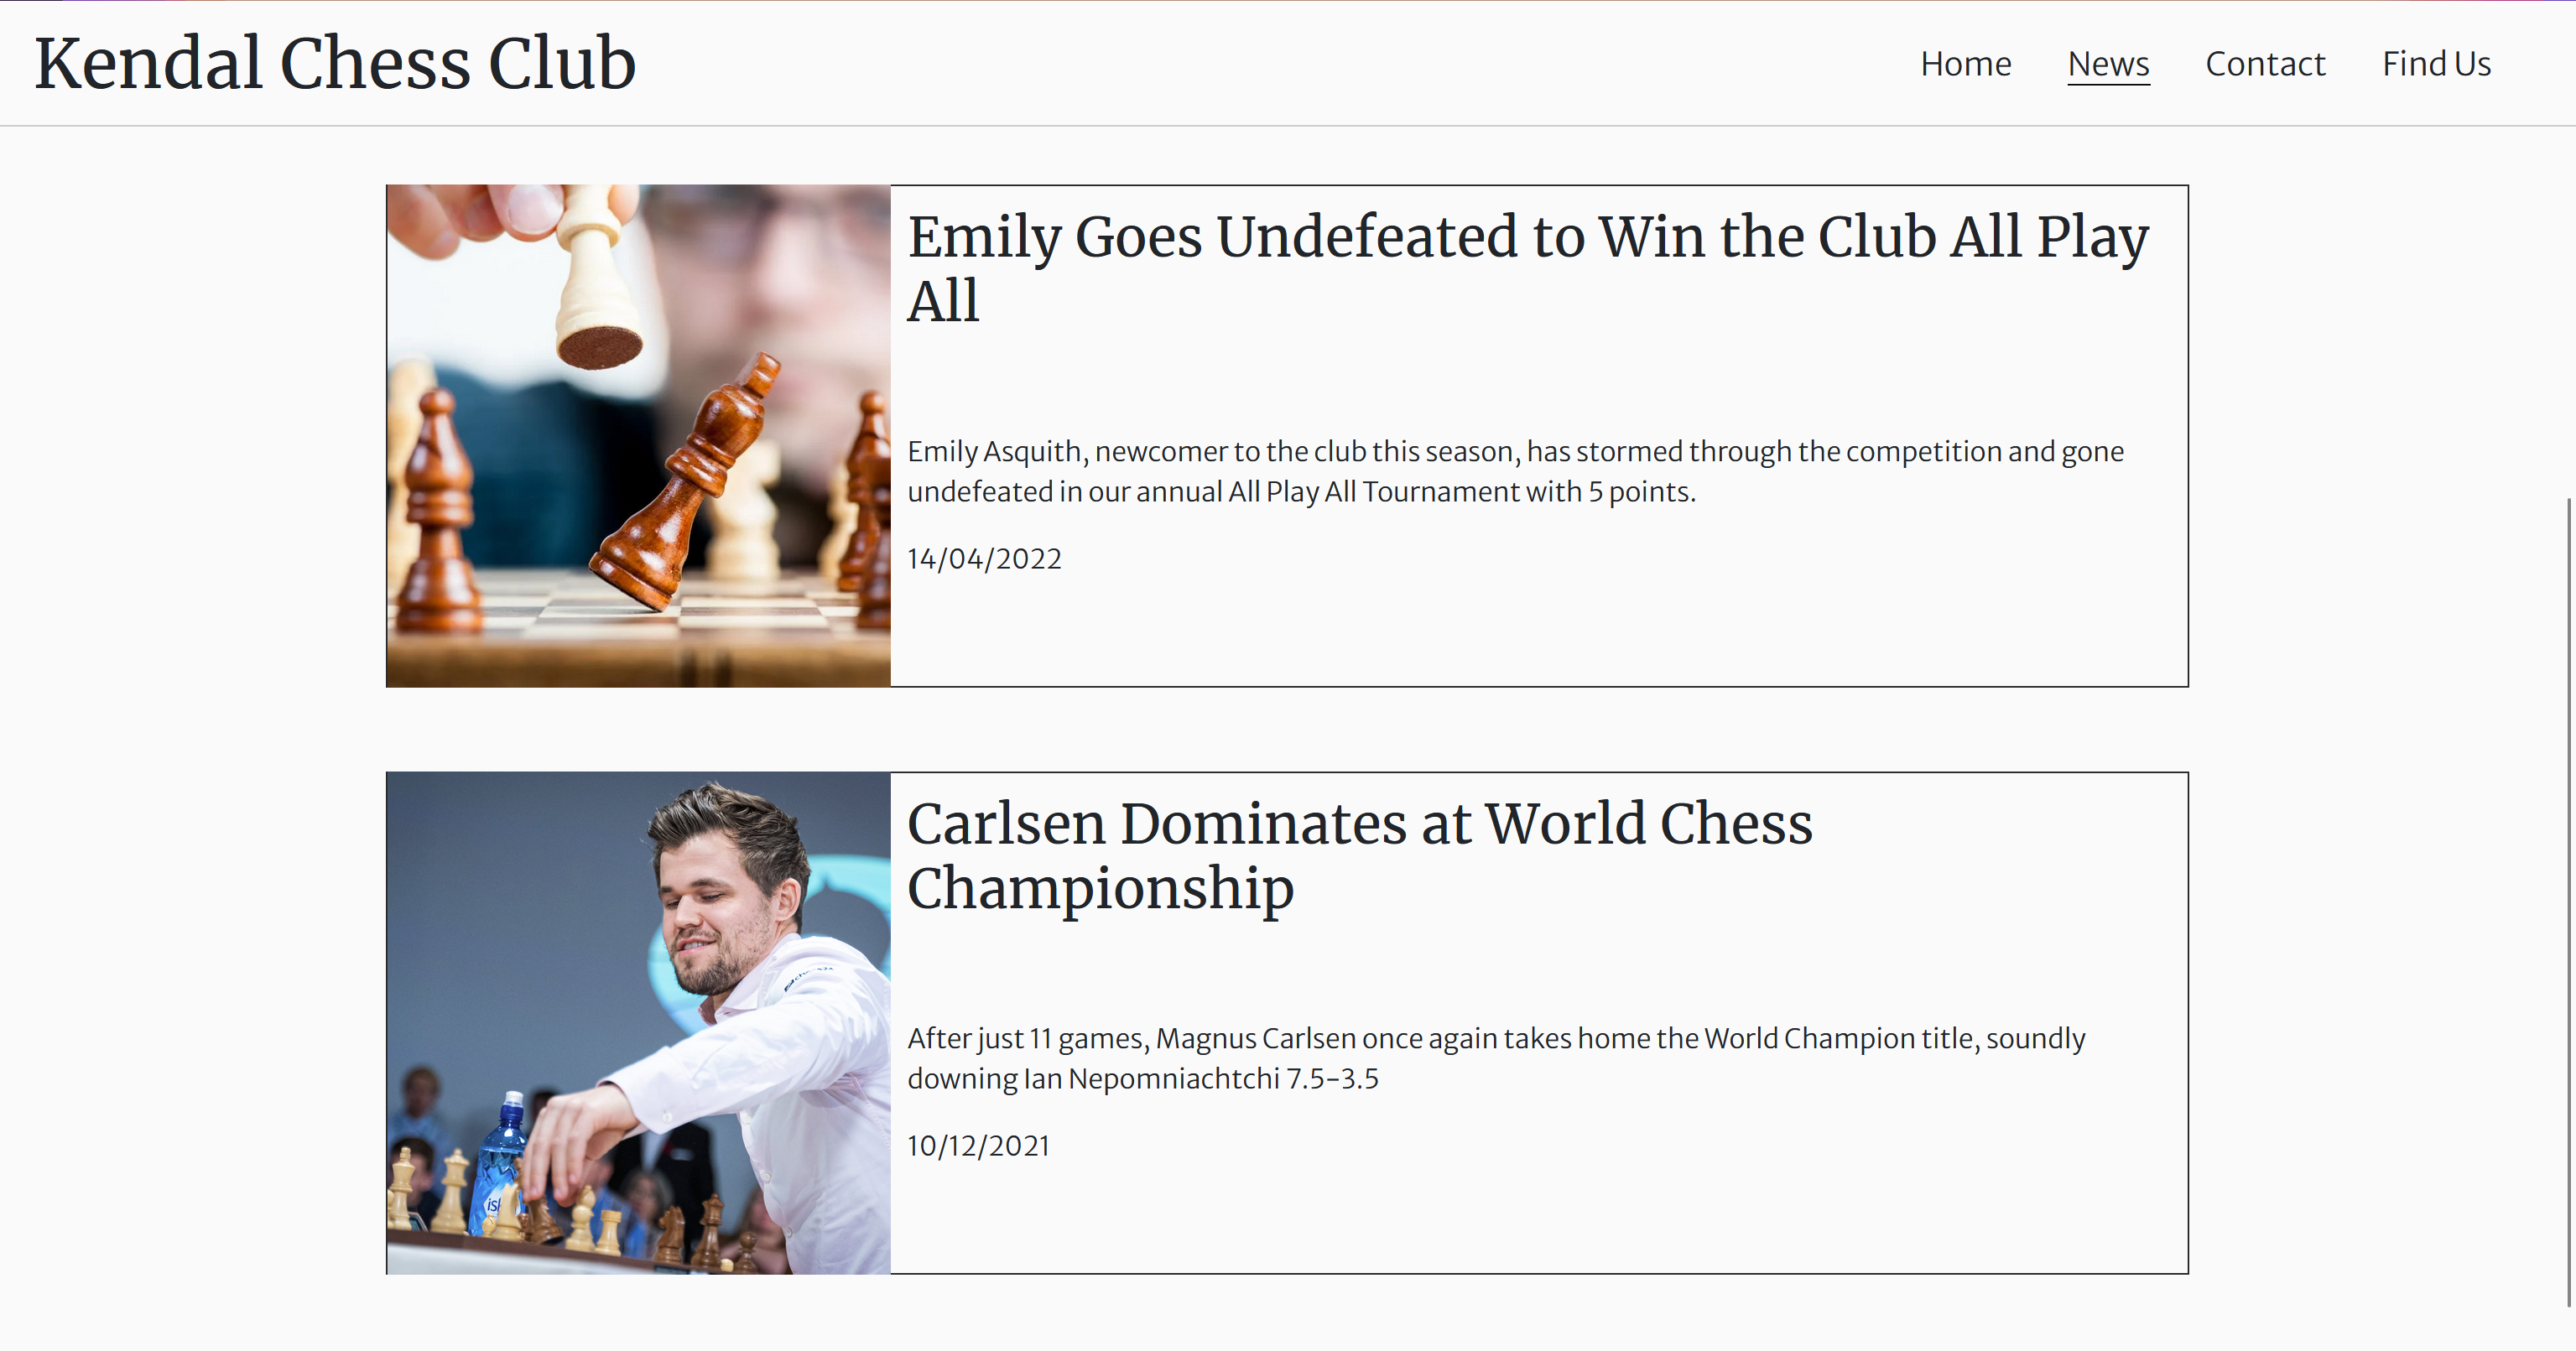 Kendal Chess Club
Home News Contact Find Us
Emily Goes Undefeated to Win the Club All Play
All
Emily Asquith, newcomer to the club this season, has stormed through the competition and gone
undefeated in our annual All Play All Tournament with 5 points.
14/04/2022
Carlsen Dominates at World Chess
Championship
After just 11 games, Magnus Carlsen once again takes home the World Champion title, soundly
downing Ian Nepomniachtchi 7.5-3.5
10/12/2021